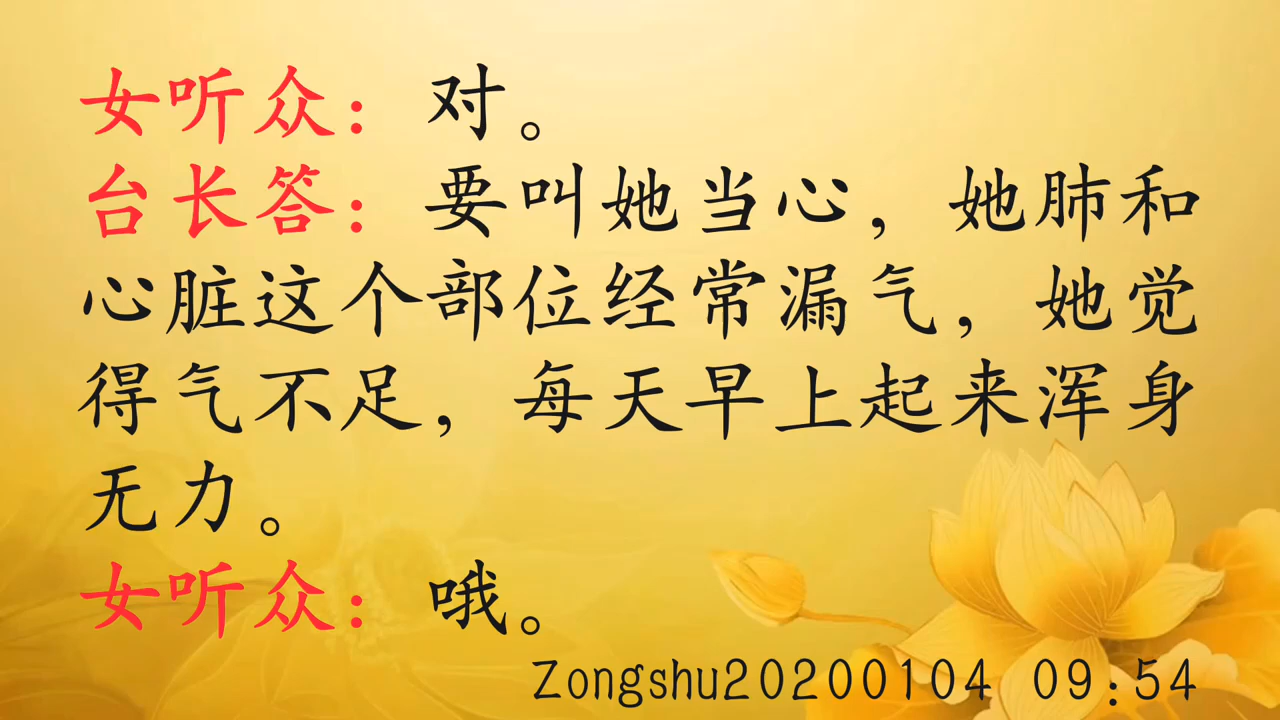 女听众：对。
台长答：要叫她当心，她肺和
心脏这个部位经常漏气，她觉
得气不足，每天早上起来浑身
无力。
女听众：哦。
Zongshu20200104 09:54